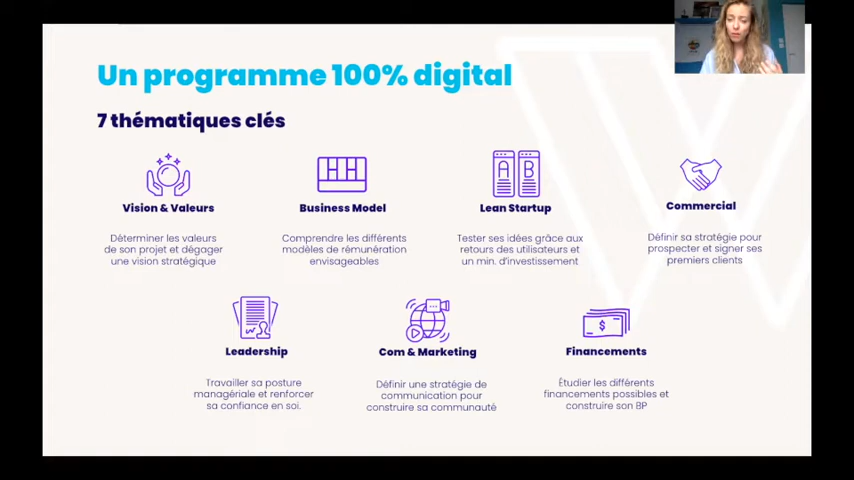 Un programme 100% digital
7 thématiques clés
Vision & Valeurs
Déterminer les valeurs
de son projet et dégager
une vision stratégique
Business Model
Comprendre les différents
modèles de rémunération
envisageables
A B
Lean Startup
Tester ses idées grâce aux
retours des utilisateurs et
un min. d'investissement
Commercial
Définir sa stratégie pour
prospecter et signer ses
premiers clients
Leadership
Travailler sa posture
managériale et renforcer
sa confiance en soi.
Com & Marketing
Définir une stratégie de
communication pour
construire sa communauté
$
Financements
Étudier les différents
financements possibles et
construire son BP